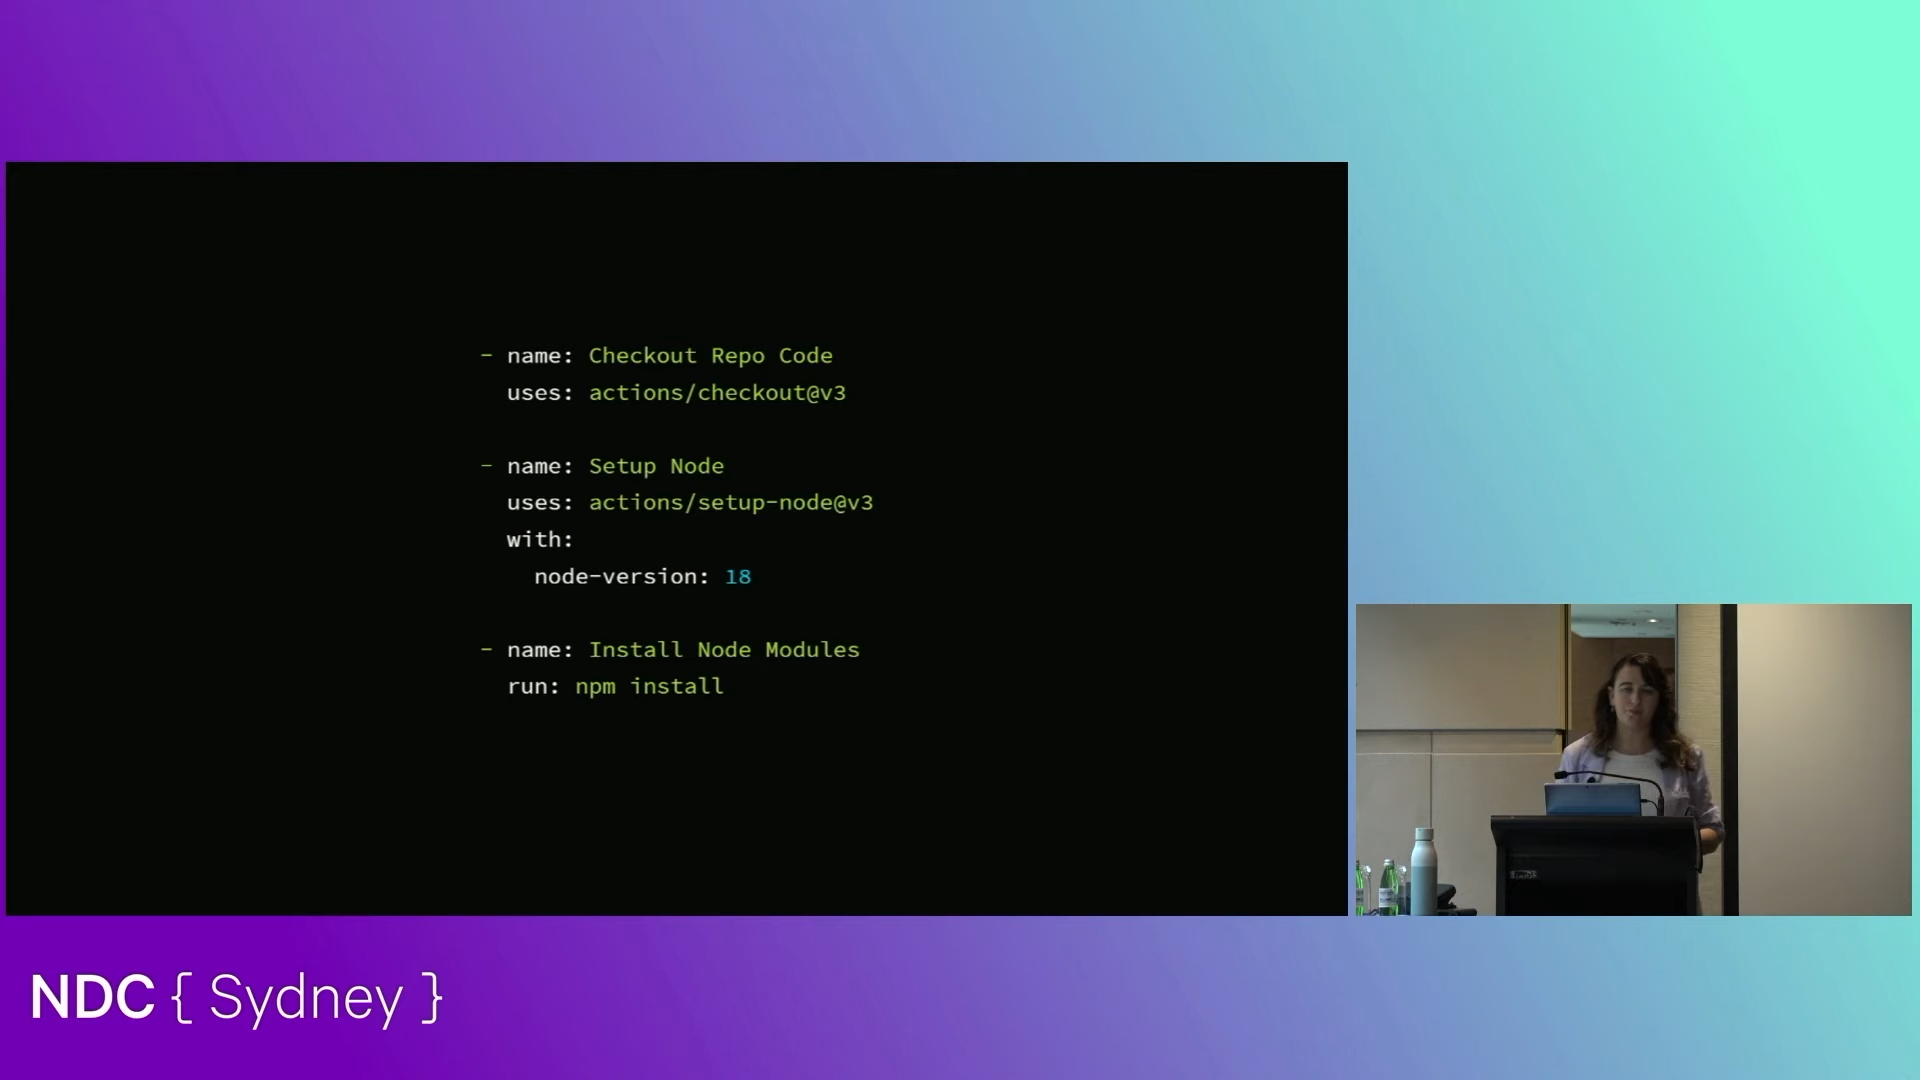 - name: Checkout Repo Code
uses: actions/checkout@v3
- name: Setup Node
uses: actions/setup-node@v3
with:
node-version: 18
- name: Install Node Modules
run: npm install
NDC { Sydney }